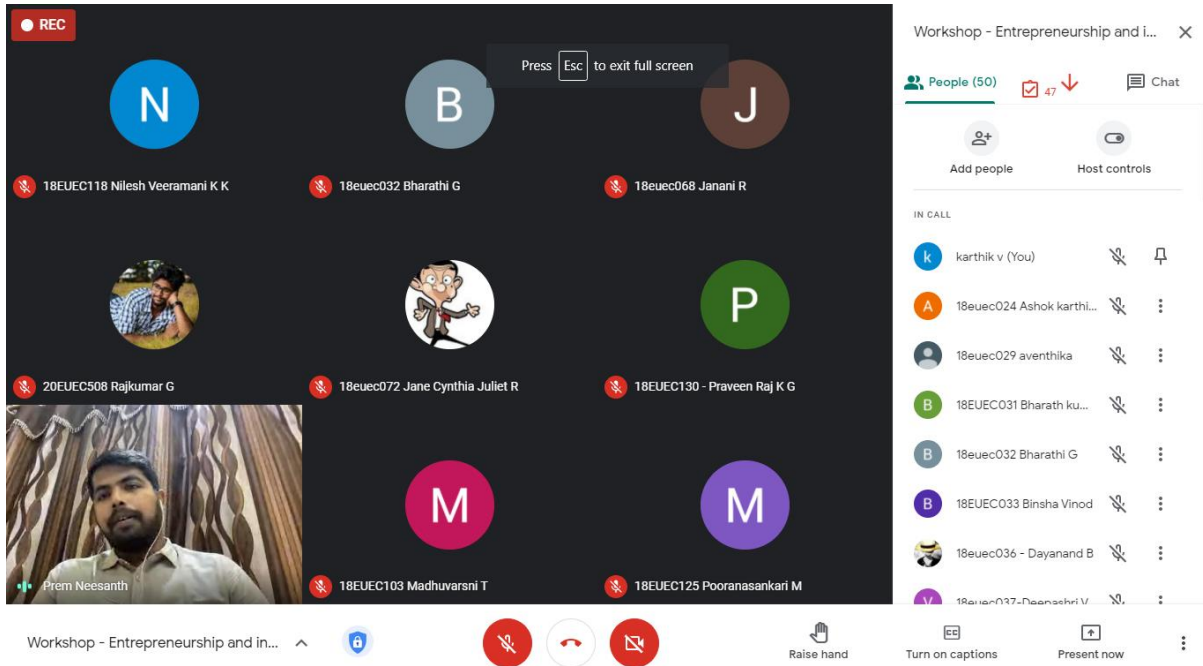 REC
Press Esc to exit full screen
N
B
J
18EUEC118 Nilesh Veeramani K K
18euec032 Bharathi G
18euec068 Janani R
P
20EUEC508 Rajkumar G
18euec072 Jane Cynthia Juliet R
18EUEC130 - Praveen Raj K G
M
M
Prem Neesanth
18EUEC103 Madhuvarsni T
18EUEC125 Pooranasankari M
Workshop - Entrepreneurship and i...
People (50)
47
Chat
Add people
Host controls
IN CALL
k karthik v (You)
A 18euec024 Ashok karthi...
18euec029 aventhika
B 18EUEC031 Bharath ku...
B 18euec032 Bharathi G
B 18EUEC033 Binsha Vinod
18euec036 - Dayanand B
V 18euec037-Deepashri V
Workshop - Entrepreneurship and in...
Raise hand
CC
Turn on captions
Present now